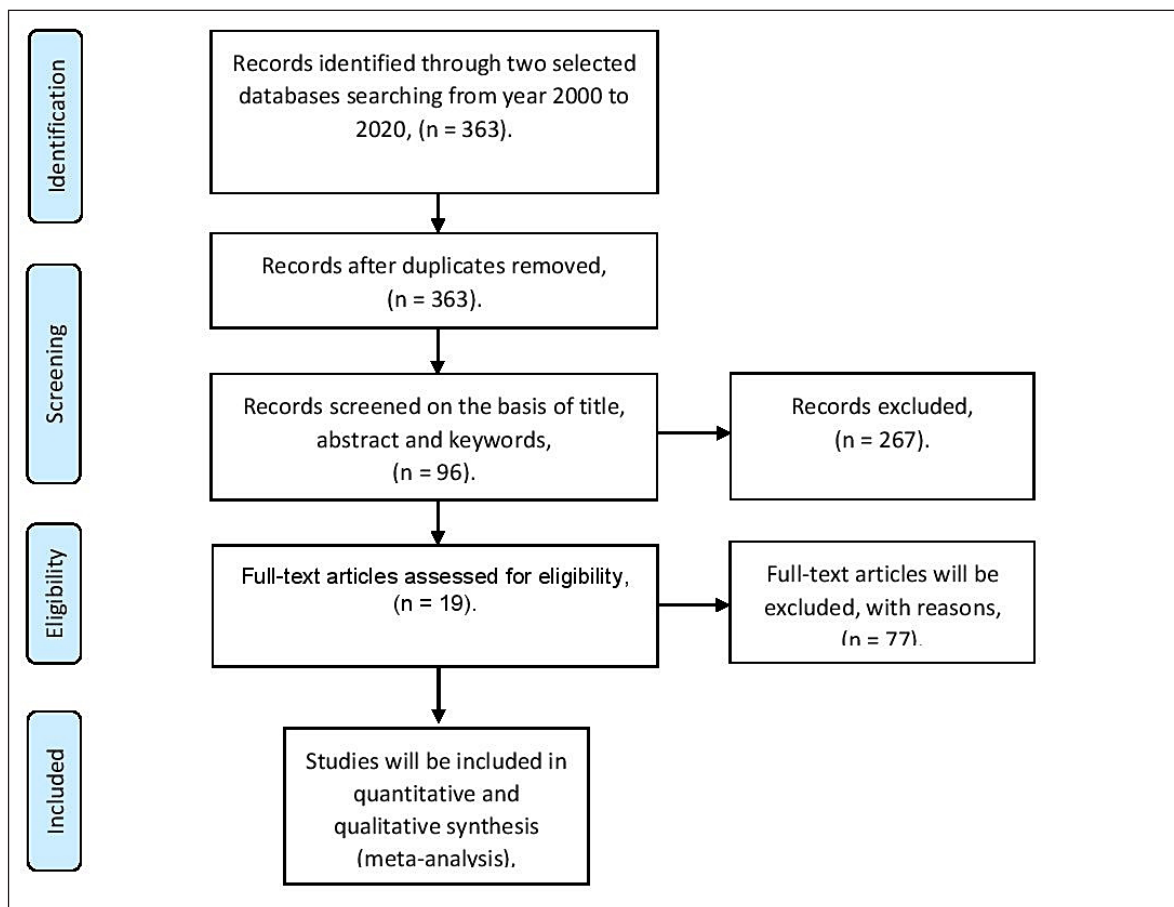 Identification
Records identified through two selected
databases searching from year 2000 to
2020, (n = 363).
Records after duplicates removed,
(n = 363).
Screening
Records screened on the basis of title,
abstract and keywords,
(n = 96).
Records excluded,
(n = 267).
Eligibility
Full-text articles assessed for eligibility,
(n = 19).
Full-text articles will be
excluded, with reasons,
(n = 77).
Included
Studies will be included in
quantitative and
qualitative synthesis
(meta-analysis),